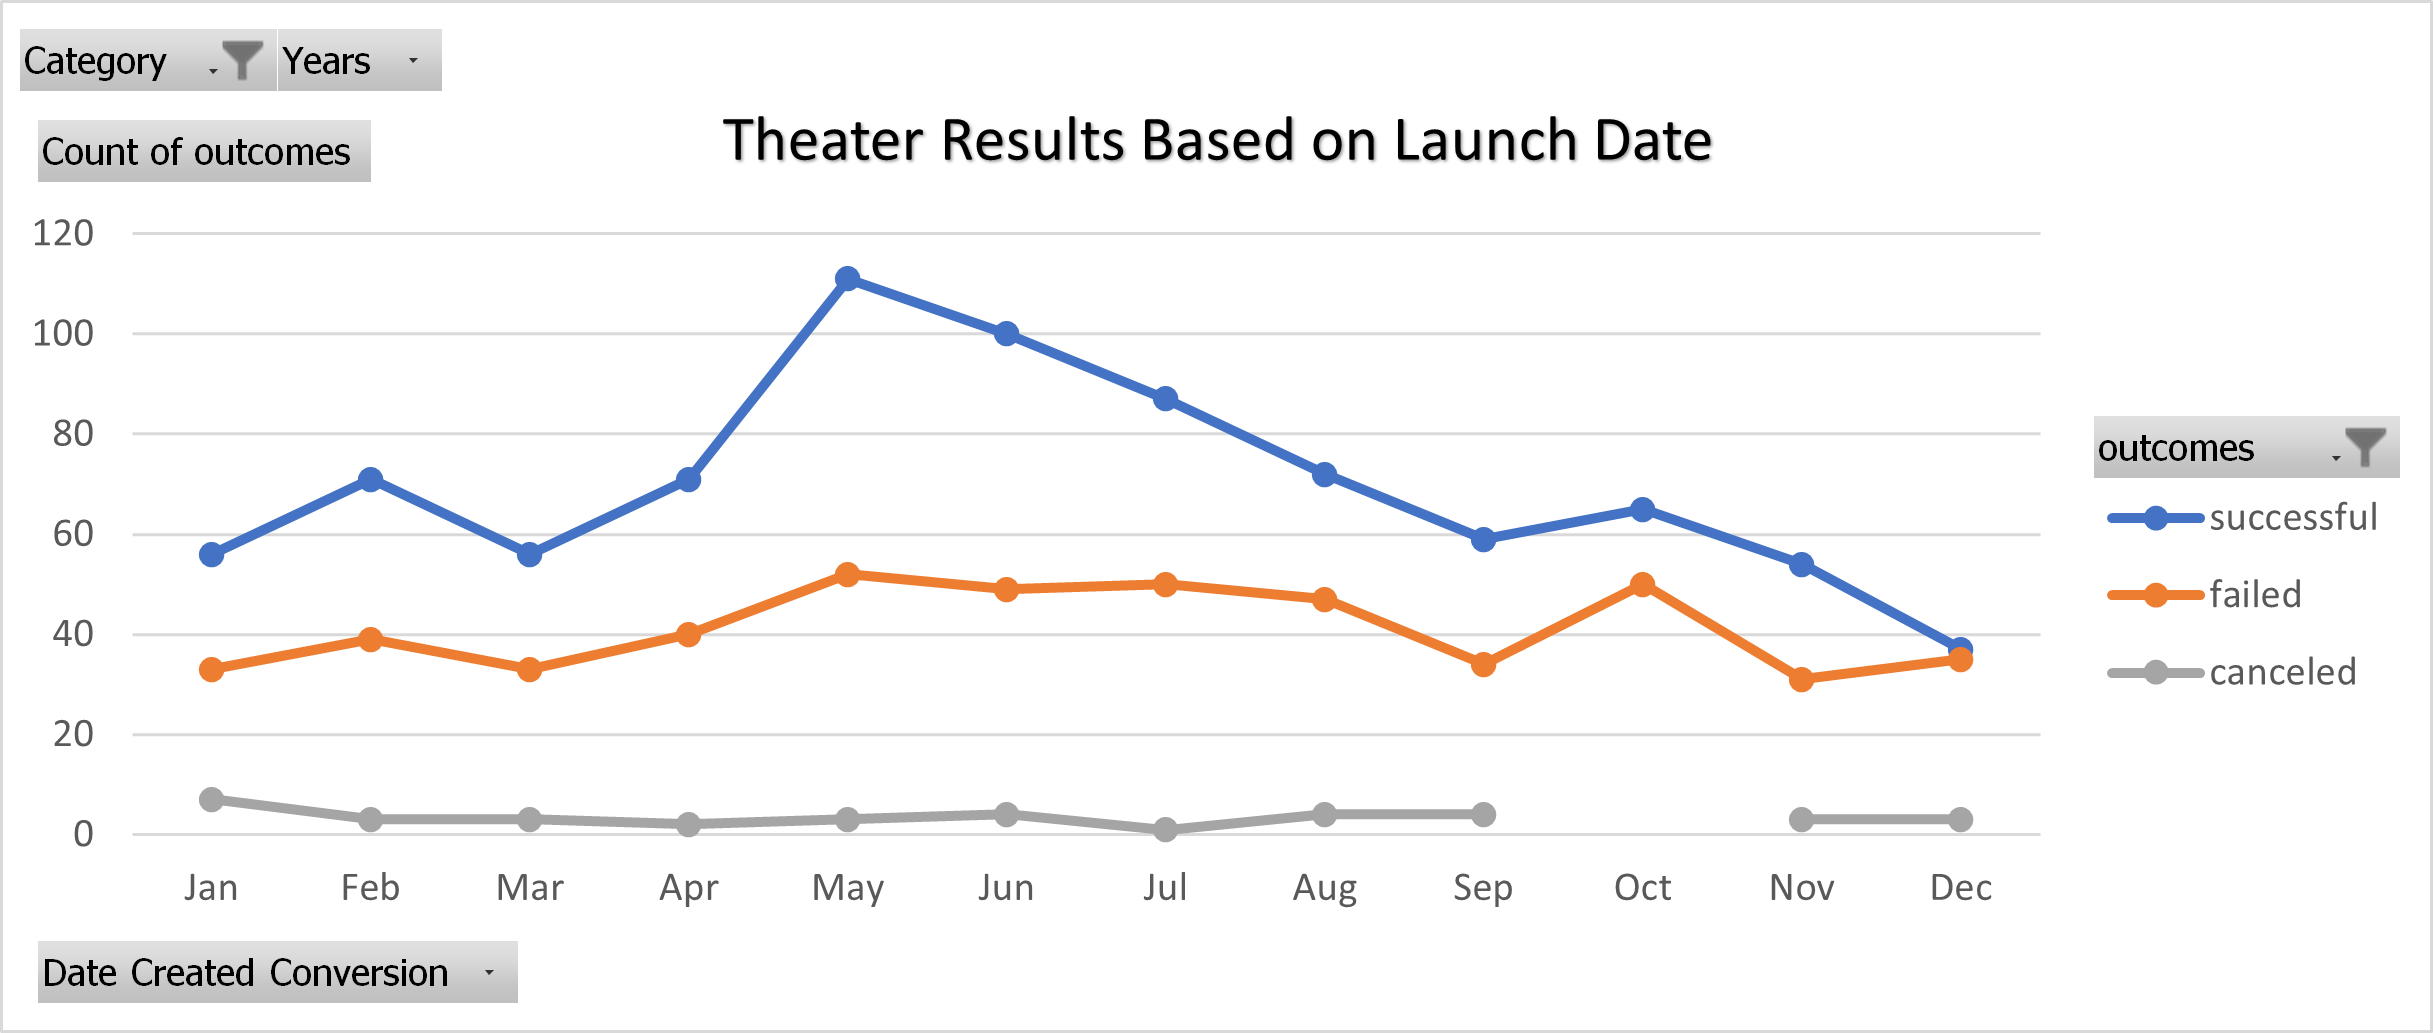 Category Years
Count of outcomes
Theater Results Based on Launch Date
120
100
80
60
40
20
0
Jan Feb Mar Apr May Jun Jul Aug Sep Oct Nov Dec
outcomes
successful
failed
canceled
Date Created Conversion